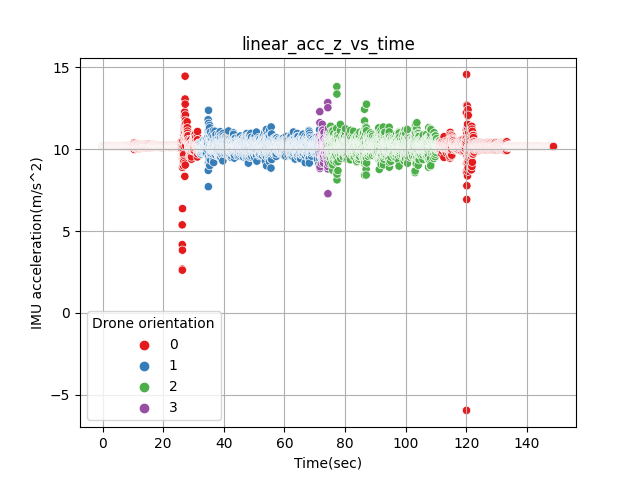 linear_acc_z_vs_time
IMU acceleration(m/s^2)
15
10
5
0
−5
Drone orientation
0
1
2
3
0 20 40 60 80 100 120 140
Time(sec)